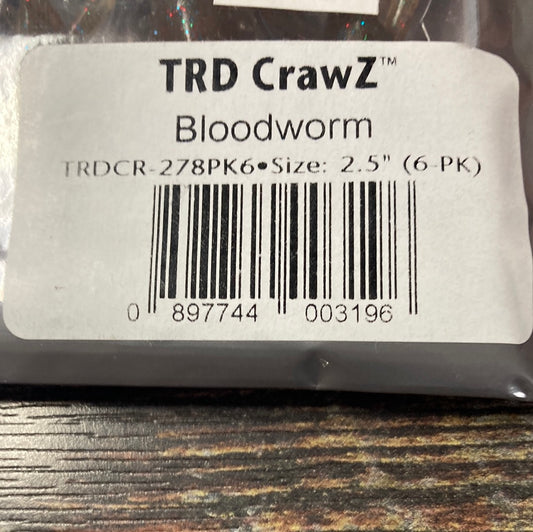 TRD CrawZ™
Bloodworm
TRDCR-278PK6•Size: 2.5" (6-PK)
0 897744 003196